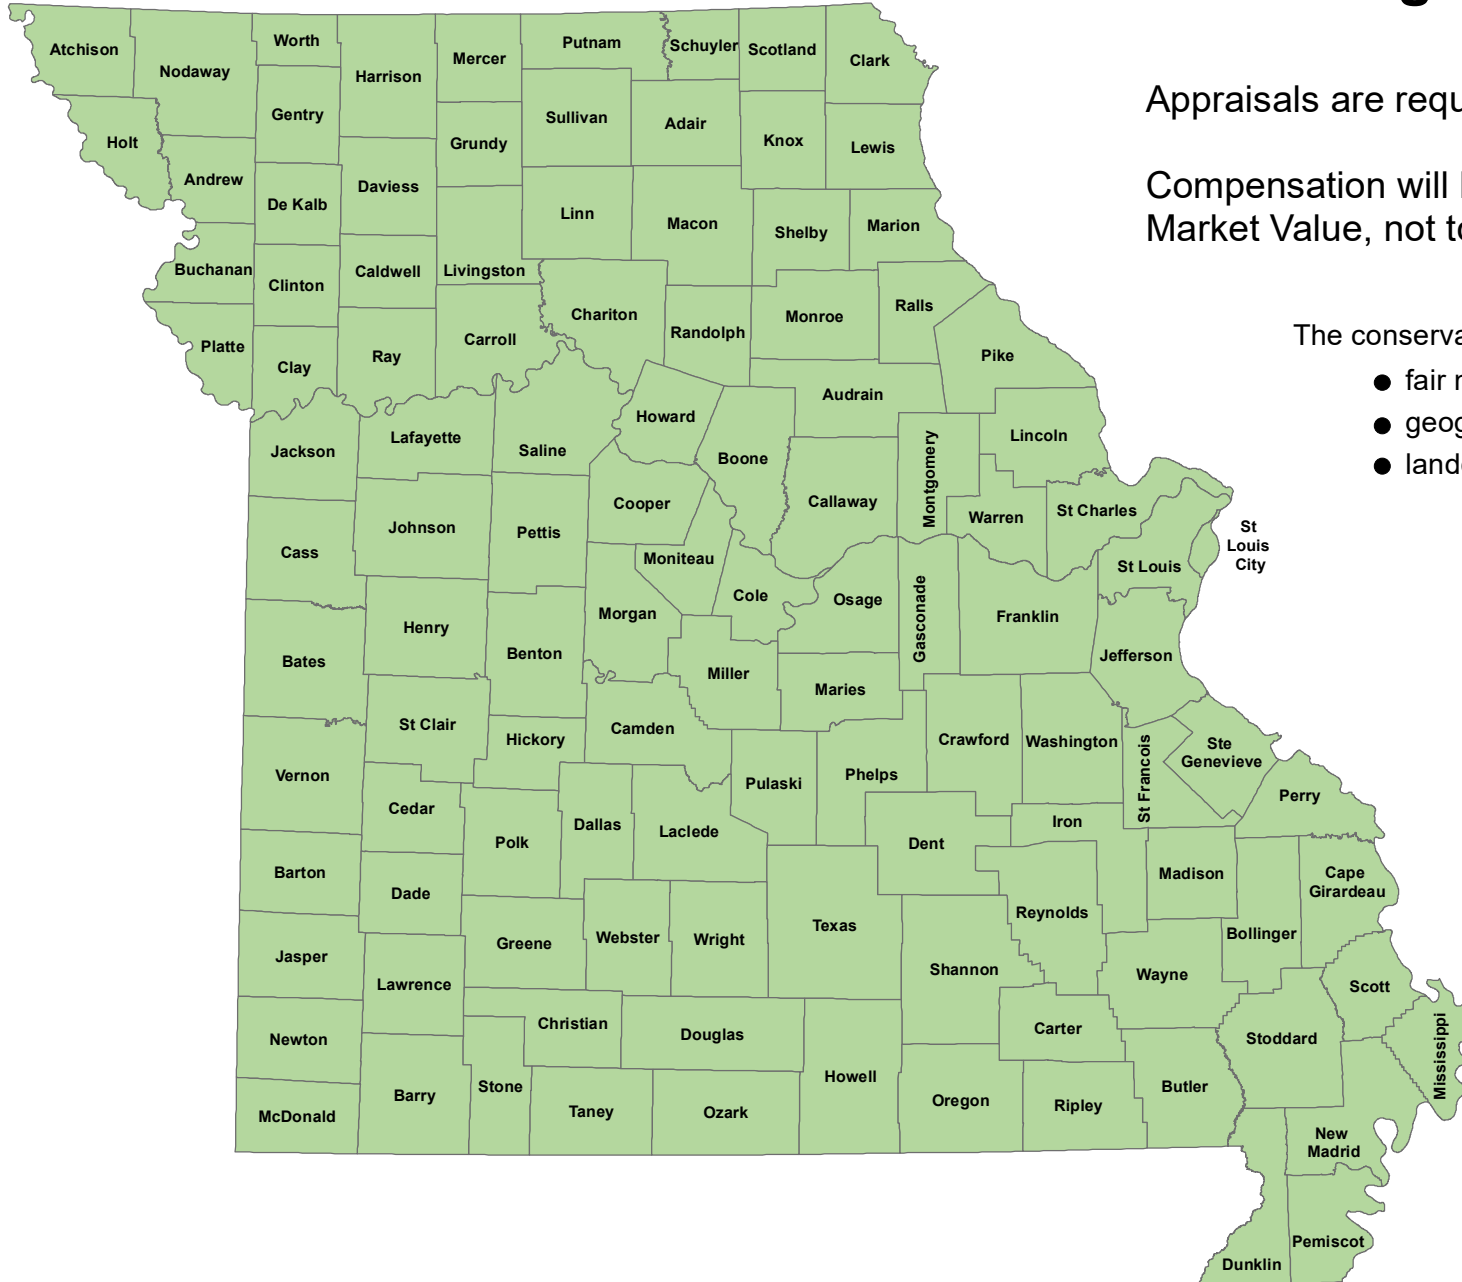 Appraisals are requ
Compensation will
Market Value, not to
The conserva
● fair
● geog
● land
Atchison
Nodaway
Worth
Harrison
Mercer
Putnam
Schuyler
Scotland
Clark
Holt
Gentry
Sullivan
Adair
Knox
Lewis
Grundy
Andrew
De Kalb
Daviess
Linn
Macon
Shelby
Marion
Buchanan
Clinton
Caldwell
Livingston
Chariton
Randolph
Monroe
Ralls
Pike
Platte
Clay
Ray
Carroll
Audrain
Howard
Lincoln
Jackson
Lafayette
Saline
Boone
Montgomery
Callaway
Cooper
Warren
St Charles
St
Louis
City
Cass
Johnson
Pettis
Moniteau
St Louis
Cole
Osage
Gasconade
Franklin
Morgan
Henry
Bates
Benton
Miller
Maries
Jefferson
St Clair
Hickory
Camden
Crawford
Washington
St Francois
Ste
Genevieve
Vernon
Pulaski
Phelps
Perry
Cedar
Polk
Dallas
Laclede
Dent
Iron
Barton
Dade
Madison
Cape
Girardeau
Greene
Webster
Wright
Texas
Reynolds
Bollinger
Jasper
Lawrence
Shannon
Wayne
Scott
Newton
Christian
Douglas
Carter
Stoddard
Mississippi
Barry
Stone
Howell
Butler
McDonald
Taney
Ozark
Oregon
Ripley
New
Madrid
Pemiscot
Dunklin